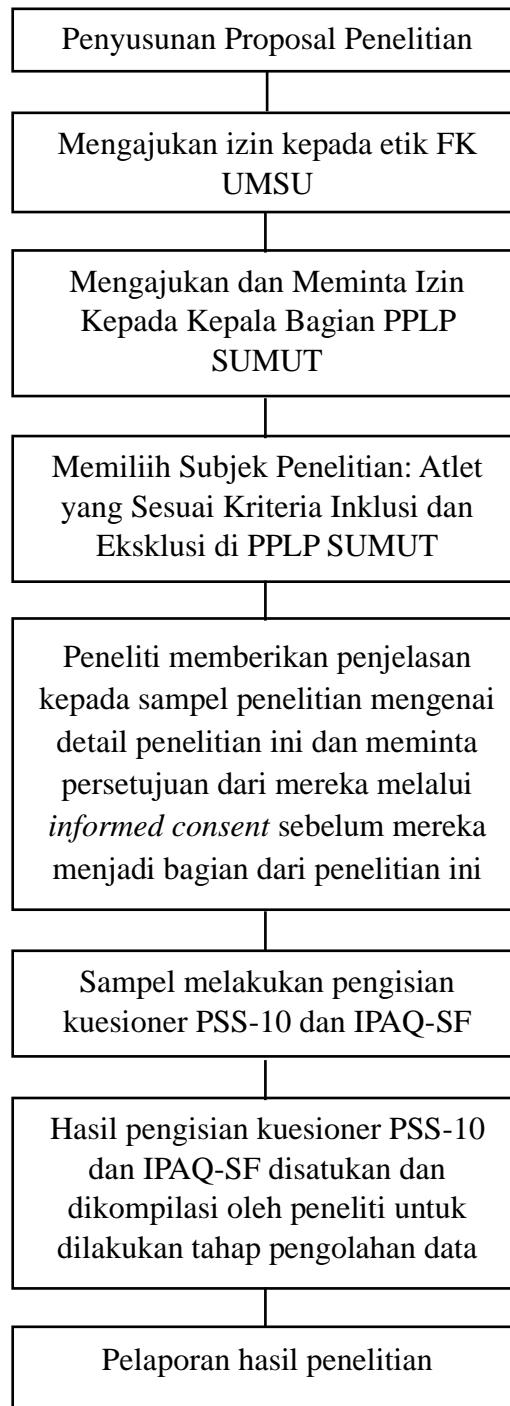 Penyusunan Proposal Penelitian
Mengajukan izin kepada etik FK
UMSU
Mengajukan dan Meminta Izin
Kepada Kepala Bagian PPLP
SUMUT
Memiliih Subjek Penelitian: Atlet
yang Sesuai Kriteria Inklusi dan
Eksklusi di PPLP SUMUT
Peneliti memberikan penjelasan
kepada sampel penelitian mengenai
detail penelitian ini dan meminta
persetujuan dari mereka melalui
informed consent sebelum mereka
menjadi bagian dari penelitian ini
Sampel melakukan pengisian
kuesioner PSS-10 dan IPAQ-SF
Hasil pengisian kuesioner PSS-10
dan IPAQ-SF disatukan dan
dikompilasi oleh peneliti untuk
dilakukan tahap pengolahan data
Pelaporan hasil penelitian